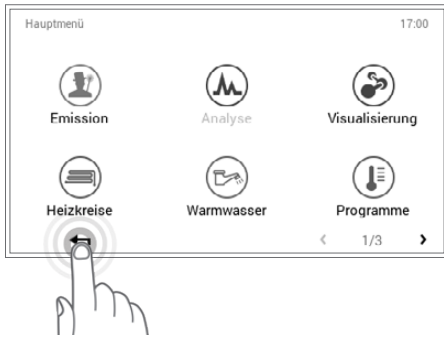 Hauptmenü 17:00
Emission Analyse Visualisierung
Heizkreise Warmwasser Programme
1/3